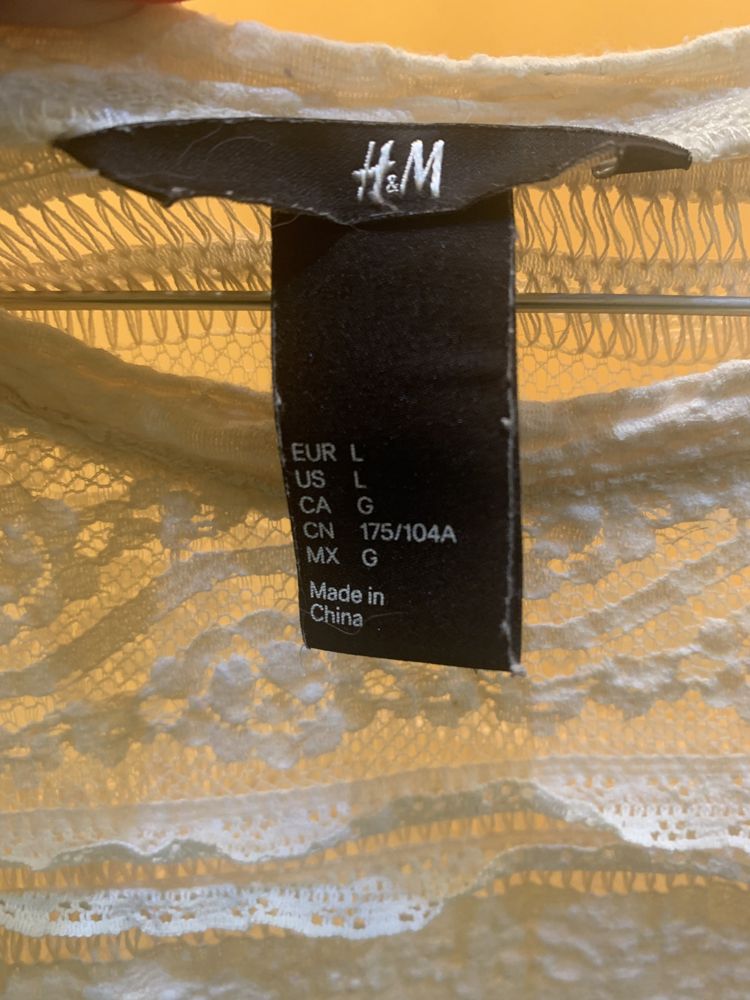 H&M
EUR L
US L
CA G
CN 175/104A
MX G
Made in
China